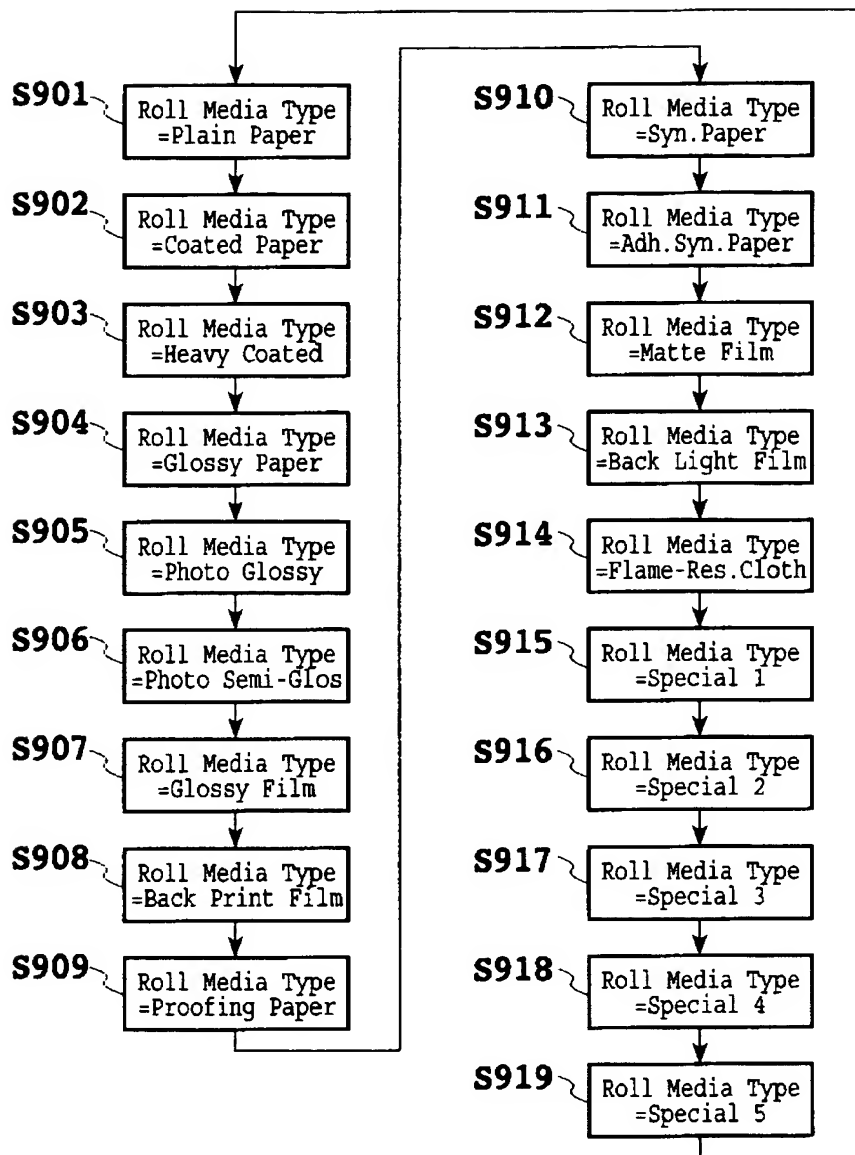 S901
Roll Media Type
=Plain Paper
S902
Roll Media Type
=Coated Paper
S903
Roll Media Type
=Heavy Coated
S904
Roll Media Type
=Glossy Paper
S905
Roll Media Type
=Photo Glossy
S906
Roll Media Type
=Photo Semi-Glos
S907
Roll Media Type
=Glossy Film
S908
Roll Media Type
=Back Print Film
S909
Roll Media Type
=Proofing Paper
S910
Roll Media Type
=Syn.Paper
S911
Roll Media Type
=Adh.Syn.Paper
S912
Roll Media Type
=Matte Film
S913
Roll Media Type
=Back Light Film
S914
Roll Media Type
=Flame-Res.Cloth
S915
Roll Media Type
=Special 1
S916
Roll Media Type
=Special 2
S917
Roll Media Type
=Special 3
S918
Roll Media Type
=Special 4
S919
Roll Media Type
=Special 5